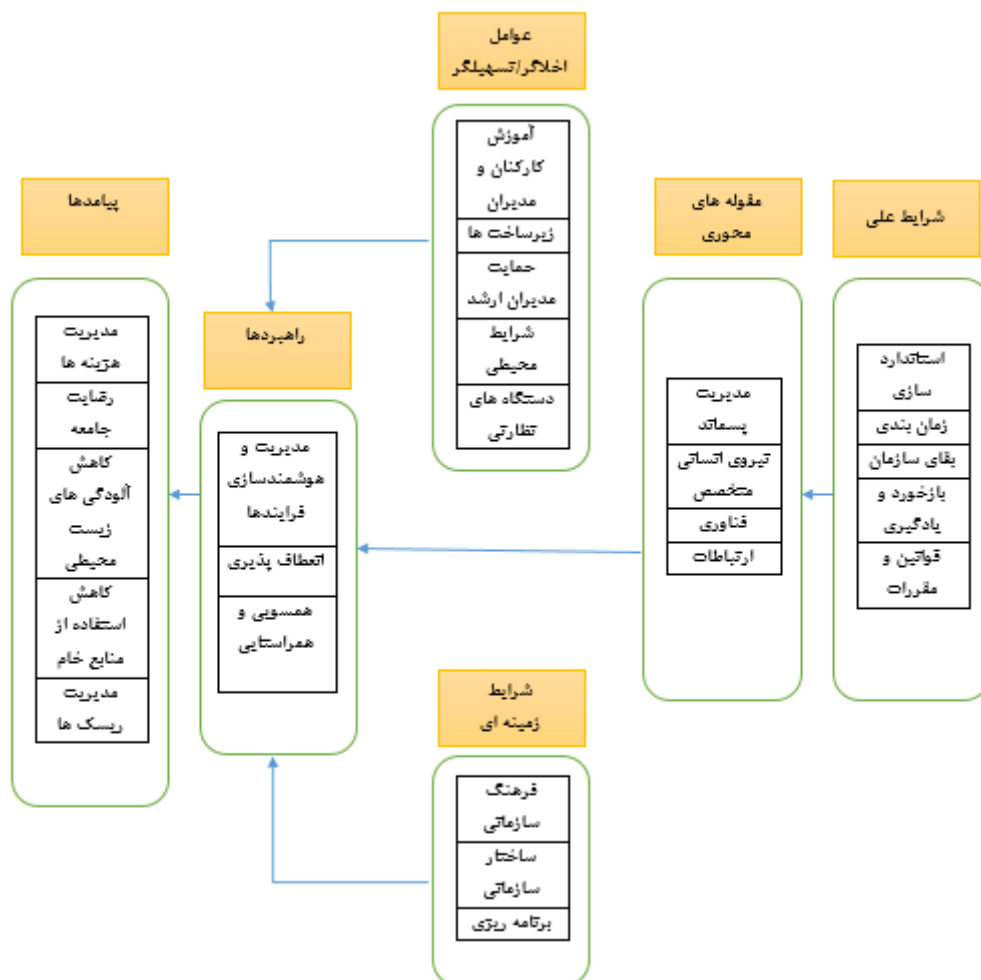 عوامل
اخلاگر/تسهیلگر
آموزش
کارکنان و
مدیران
زیرساخت ها
حمایت
مدیران ارشد
شرایط
محیطی
دستگاه های
نظارتی
شرایط علی
استاندارد
سازی
زمان بندی
بقای سازمان
بازخورد و
یادگیری
قوانین و
مقررات
مقوله های
محوری
مدیریت
پسماند
نیروی انسانی
متخصص
فناوری
ارتباطات
راهبردها
مدیریت و
هوشمندسازی
فرایندها
انعطاف پذیری
همسویی و
همراستایی
پیامدها
مدیریت
هزینه ها
رضایت
جامعه
کاهش
آلودگی های
زیست
محیطی
کاهش
استفاده از
منابع خام
مدیریت
ریسک ها
شرایط
زمینه ای
فرهنگ
سازمانی
ساختار
سازمانی
برنامه ریزی